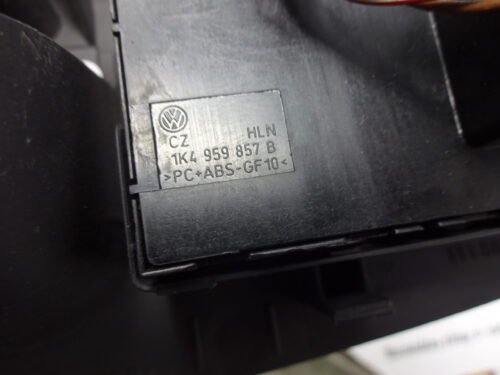 CZ HLN
1K4 959 857 B
>PC+ABS-GF10<